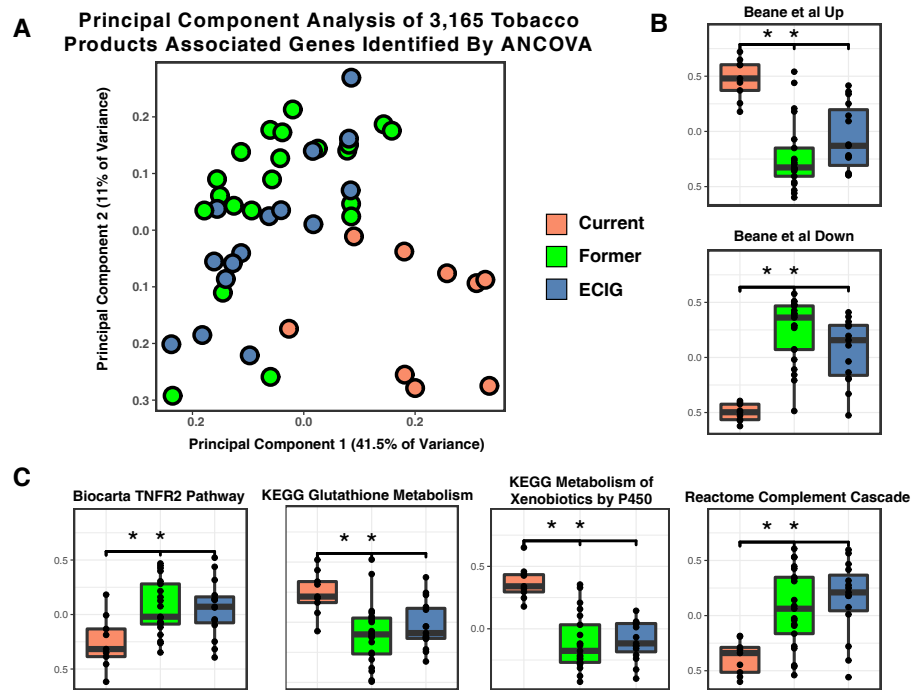 A
Principal Component Analysis of 3,165 Tobacco
Products Associated Genes Identified By ANCOVA
Principal Component 2 (11% of Variance)
0.2
0.1
0.0
0.1
0.2
0.3
0.2
0.0
0.2
Principal Component 1 (41.5% of Variance)
Current
Former
ECIG
B
Beane et al Up
* *
0.5
0.0
0.5
Beane et al Down
* *
0.5
0.0
0.5
C
Biocarta TNFR2 Pathway
* *
0.5
0.0
0.5
KEGG Glutathione Metabolism
* *
KEGG Metabolism of
Xenobiotics by P450
* *
0.5
0.0
Reactome Complement Cascade
* *
0.5
0.0
0.5